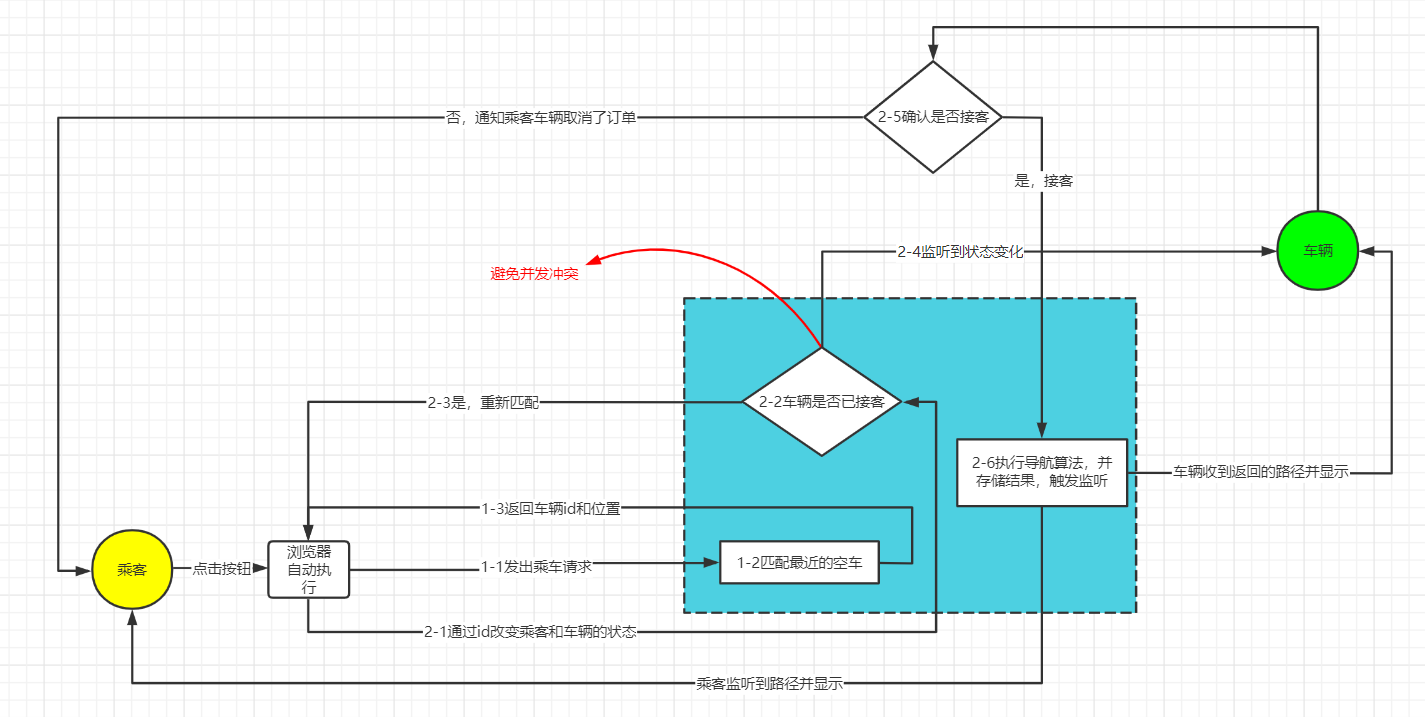 2-5确认是否接客
否，通知乘客车辆取消了订单
是，接客
2-4监听到状态变化
车辆
避免并发冲突
2-2车辆是否已接客
2-3是，重新匹配
2-6执行导航算法，并
存储结果，触发监听
车辆收到返回的路径并显示
1-3返回车辆id和位置
浏览器
自动执
行
乘客
点击按钮
1-1发出乘车请求
1-2匹配最近的空车
2-1通过id改变乘客和车辆的状态
乘客监听到路径并显示